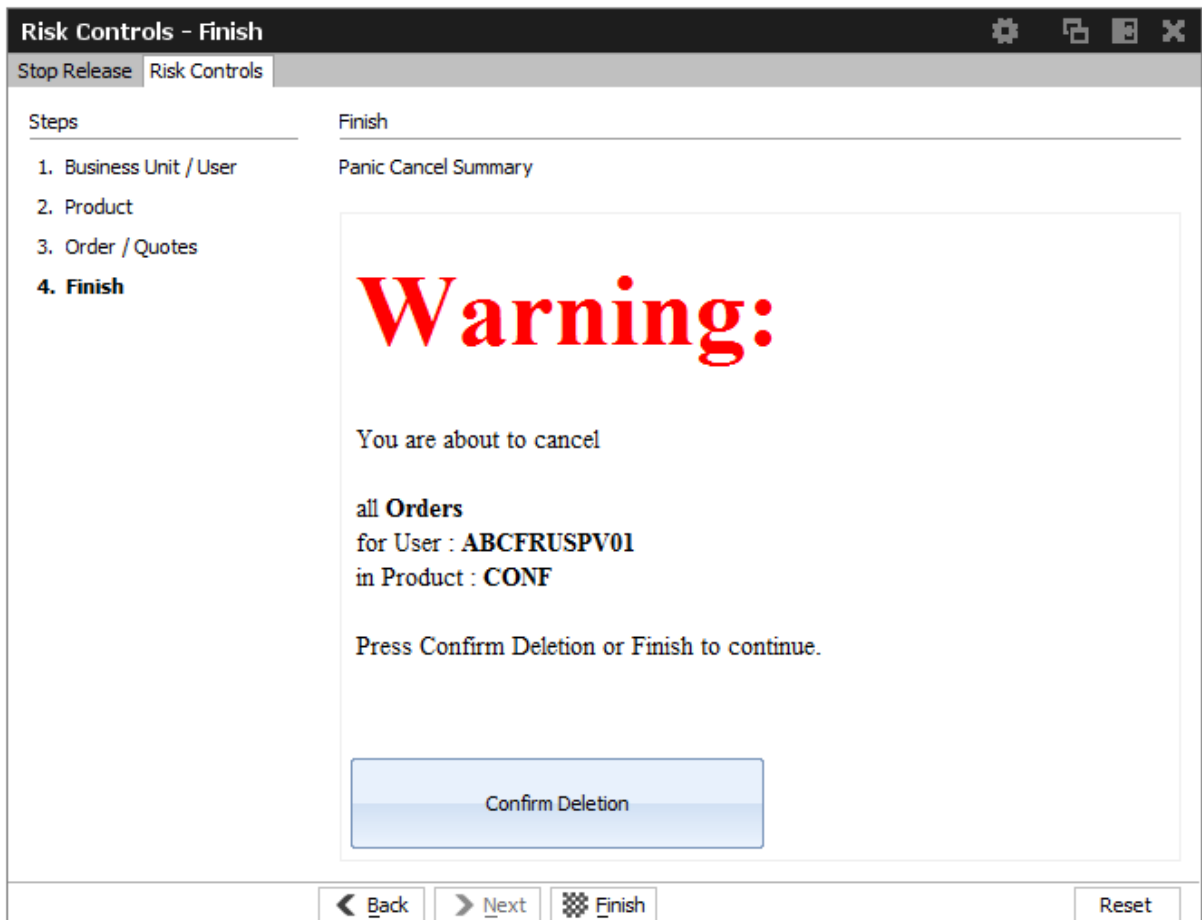 Risk Controls - Finish
Stop Release Risk Controls
Steps
1. Business Unit / User
2. Product
3. Order / Quotes
4. Finish
Finish
Panic Cancel Summary
Warning:
You are about to cancel
all Orders
for User : ABCFRUSPV01
in Product : CONF
Press Confirm Deletion or Finish to continue.
Confirm Deletion
Back Next Finish Reset